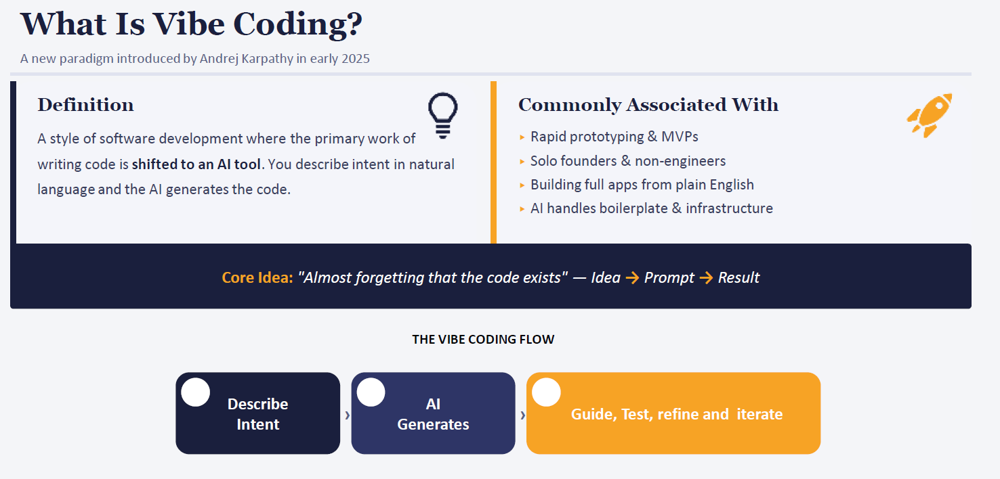 What Is Vibe Coding?
A new paradigm introduced by Andrej Karpathy in early 2025
Definition
A style of software development where the primary work of
writing code is shifted to an AI tool. You describe intent in natural
language and the AI generates the code.
Commonly Associated With
▸ Rapid prototyping & MVPs
▸ Solo founders & non-engineers
▸ Building full apps from plain English
▸ AI handles boilerplate & infrastructure
Core Idea: "Almost forgetting that the code exists" — Idea → Prompt → Result
THE VIBE CODING FLOW
Describe
Intent
›
AI
Generates
›
Guide, Test, refine and  iterate